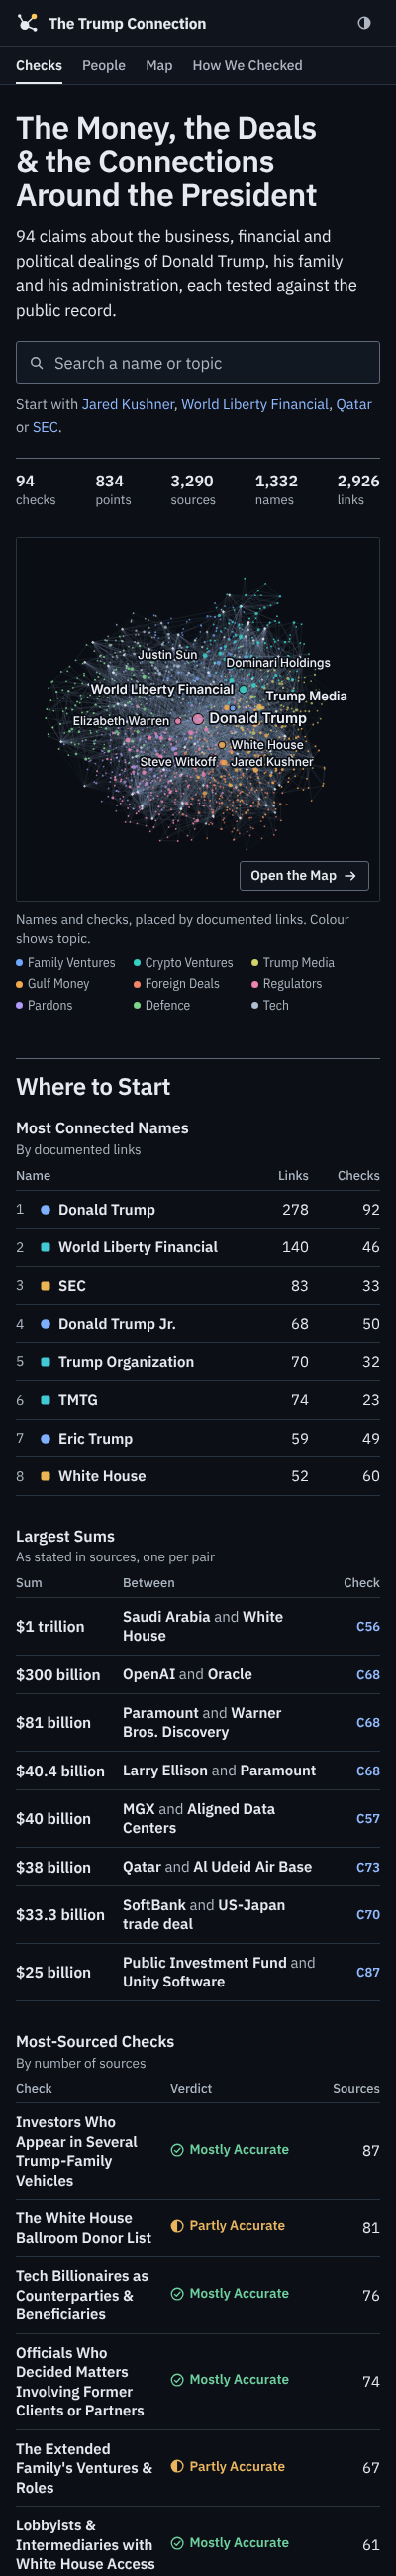 The Trump Connection
Checks People Map How We Checked
The Money, the Deals
& the Connections
Around the President
94 claims about the business, financial and
political dealings of Donald Trump, his family
and his administration, each tested against the
public record.
Search a name or topic
Start with Jared Kushner, World Liberty Financial, Qatar
or SEC.
94 834 3,290 1,332 2,926
checks points sources names links
Justin Sun
Dominari Holdings
World Liberty Financial
Trump Media
Elizabeth Warren
Donald Trump
White House
Steve Witkoff
Jared Kushner
Open the Map →
Names and checks, placed by documented links. Colour
shows topic.
Family Ventures Crypto Ventures Trump Media
Gulf Money Foreign Deals Regulators
Pardons Defence Tech
Where to Start
Most Connected Names
By documented links
Name Links Checks
1 Donald Trump 278 92
2 World Liberty Financial 140 46
3 SEC 83 33
4 Donald Trump Jr. 68 50
5 Trump Organization 70 32
6 TMTG 74 23
7 Eric Trump 59 49
8 White House 52 60
Largest Sums
As stated in sources, one per pair
Sum Between Check
$1 trillion Saudi Arabia and White
House C56
$300 billion OpenAI and Oracle C68
$81 billion Paramount and Warner
Bros. Discovery C68
$40.4 billion Larry Ellison and Paramount C68
$40 billion MGX and Aligned Data
Centers C57
$38 billion Qatar and Al Udeid Air Base C73
$33.3 billion SoftBank and US-Japan
trade deal C70
$25 billion Public Investment Fund and
Unity Software C87
Most-Sourced Checks
By number of sources
Check Verdict Sources
Investors Who
Appear in Several
Trump-Family
Vehicles
Mostly Accurate 87
The White House
Ballroom Donor List
Partly Accurate 81
Tech Billionaires as
Counterparties &
Beneficiaries
Mostly Accurate 76
Officials Who
Decided Matters
Involving Former
Clients or Partners
Mostly Accurate 74
The Extended
Family's Ventures &
Roles
Partly Accurate 67
Lobbyists &
Intermediaries with
White House Access
Mostly Accurate 61